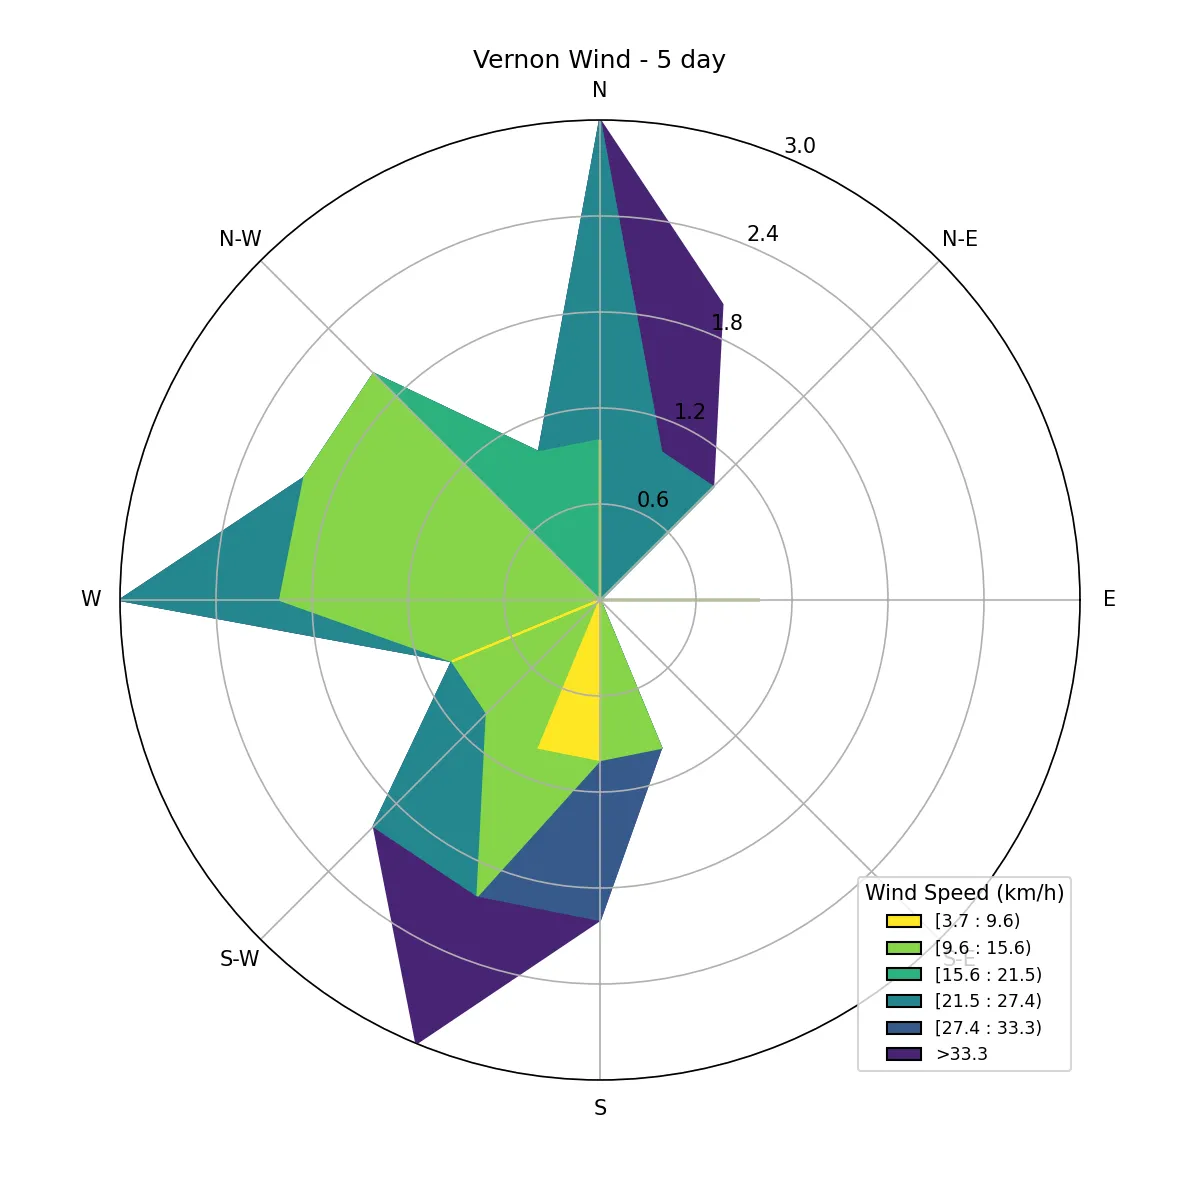 Vernon Wind - 5 day
N
3.0
2.4
N-W
N-E
1.8
1.2
0.6
W
E
S-W
S-E
S
Wind Speed (km/h)
[3.7 : 9.6)
[9.6 : 15.6)
[15.6 : 21.5)
[21.5 : 27.4)
[27.4 : 33.3)
>33.3